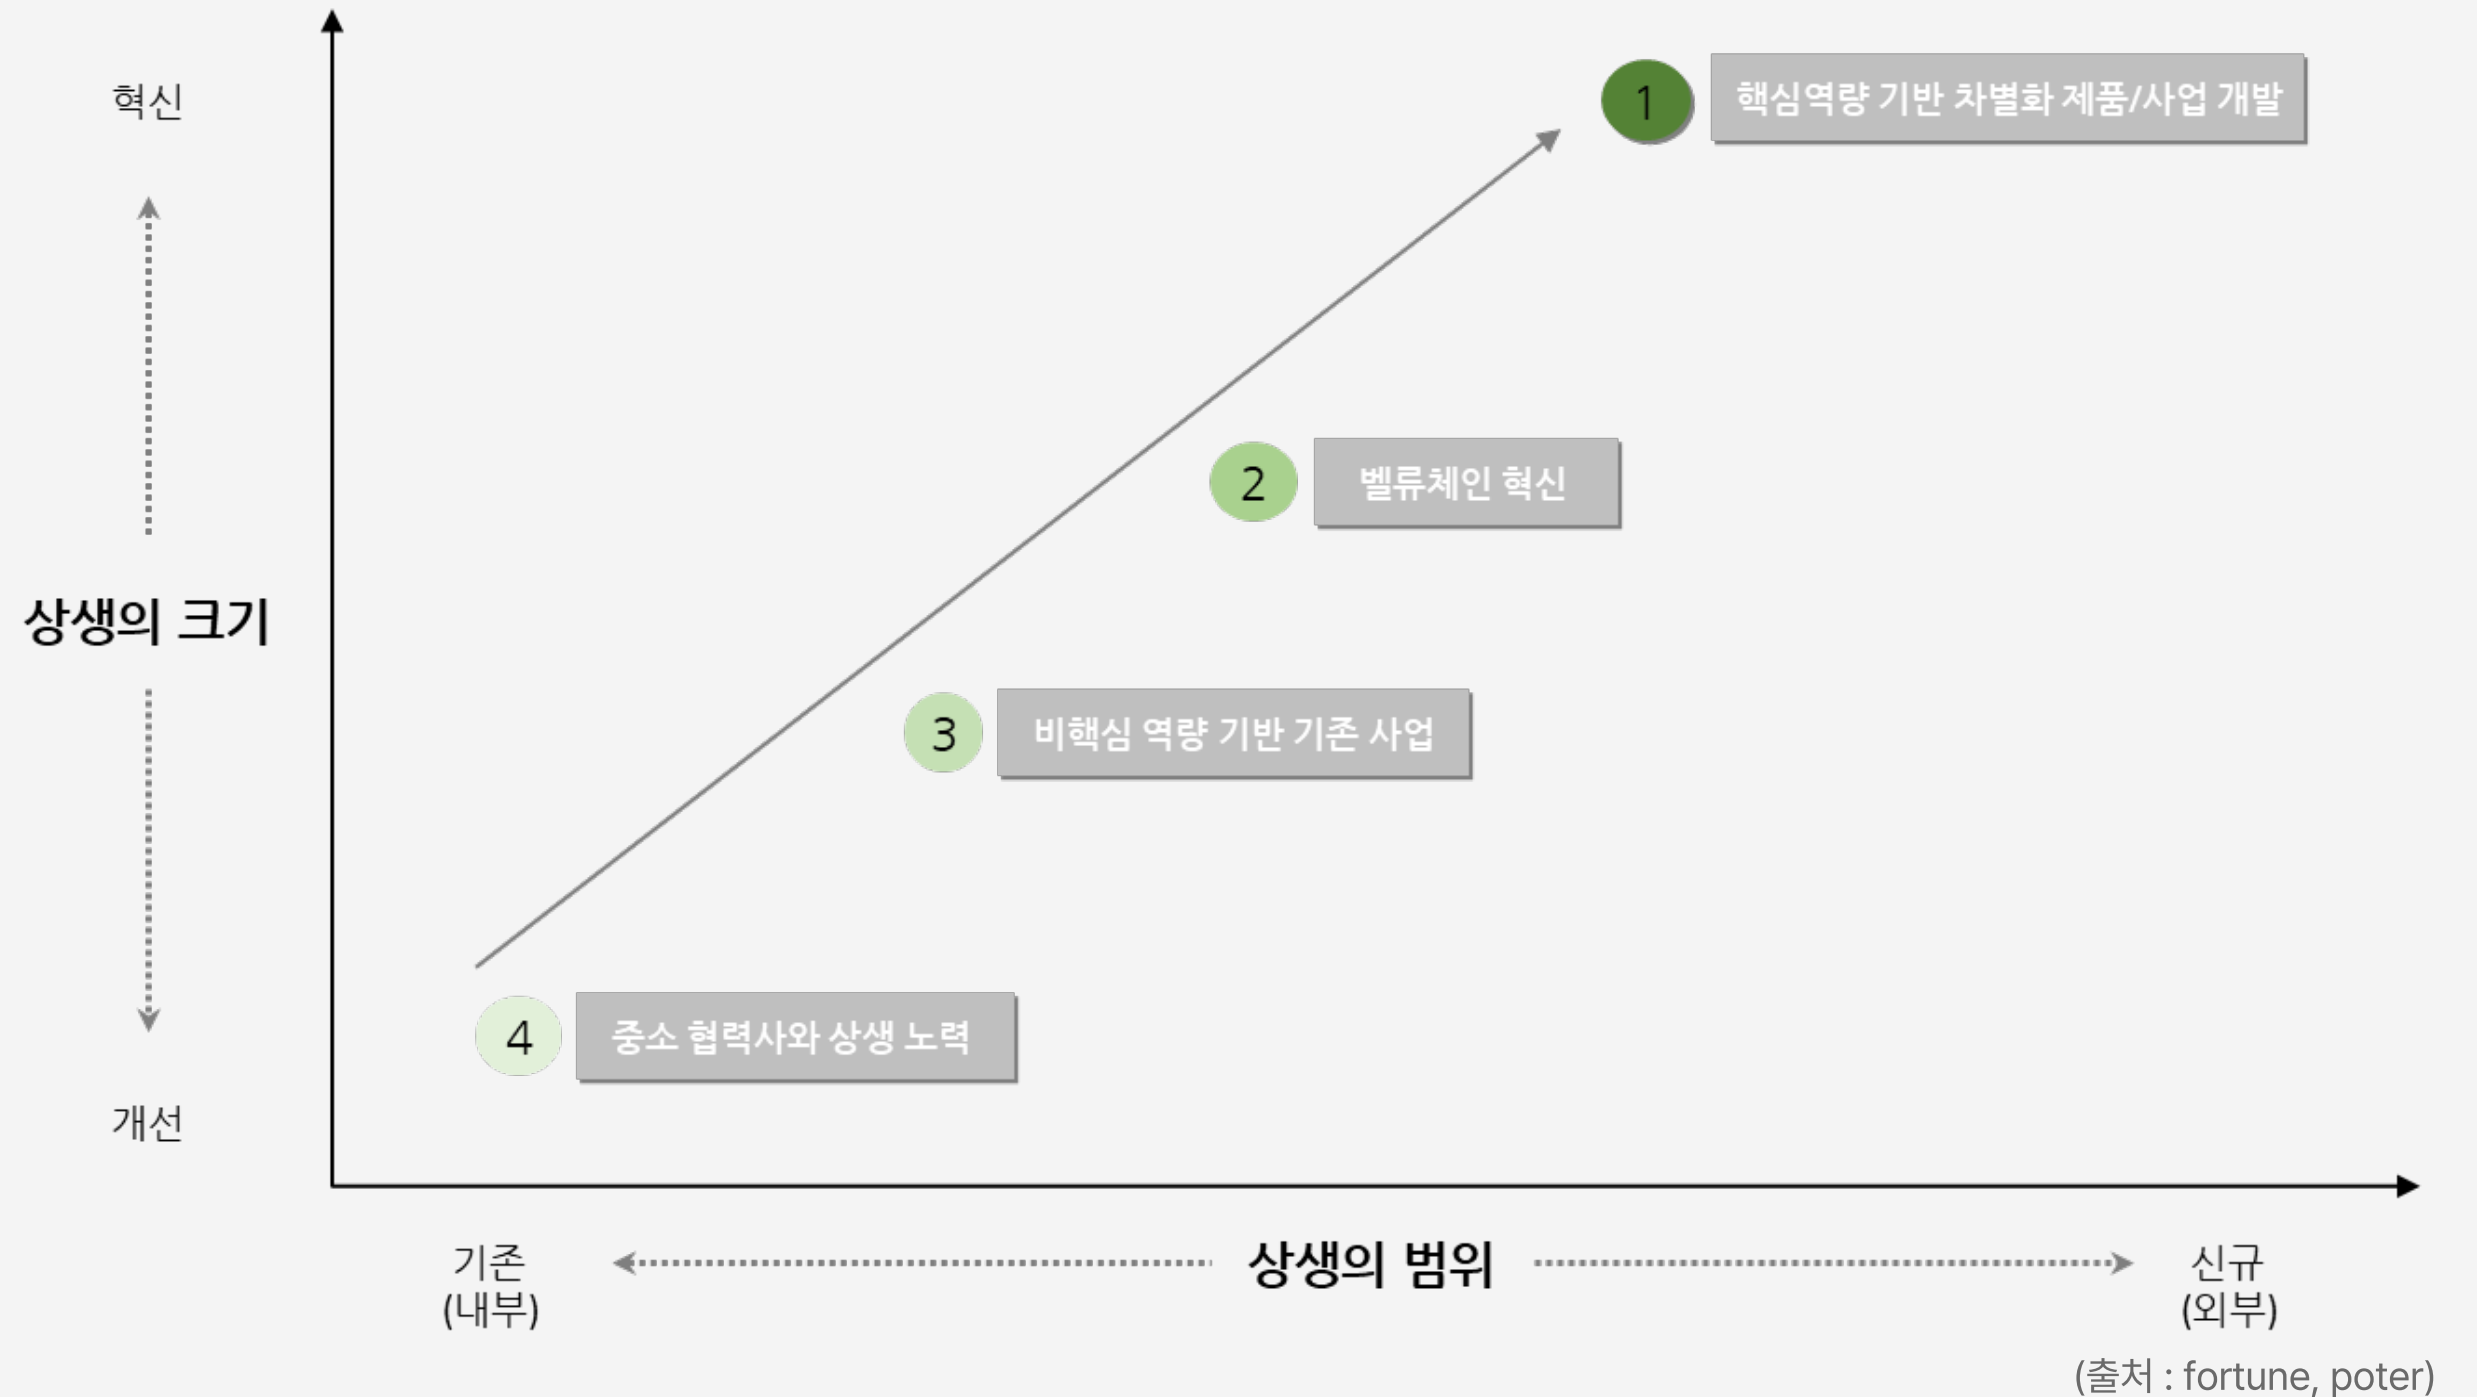 혁신
1
핵심역량 기반 차별화 제품/사업 개발
2
벨류체인 혁신
상생의 크기
3
비핵심 역량 기반 기존 사업
4
중소 협력사와 상생 노력
개선
기존
(내부)
상생의 범위
신규
(외부)
(출처 : fortune, poter)